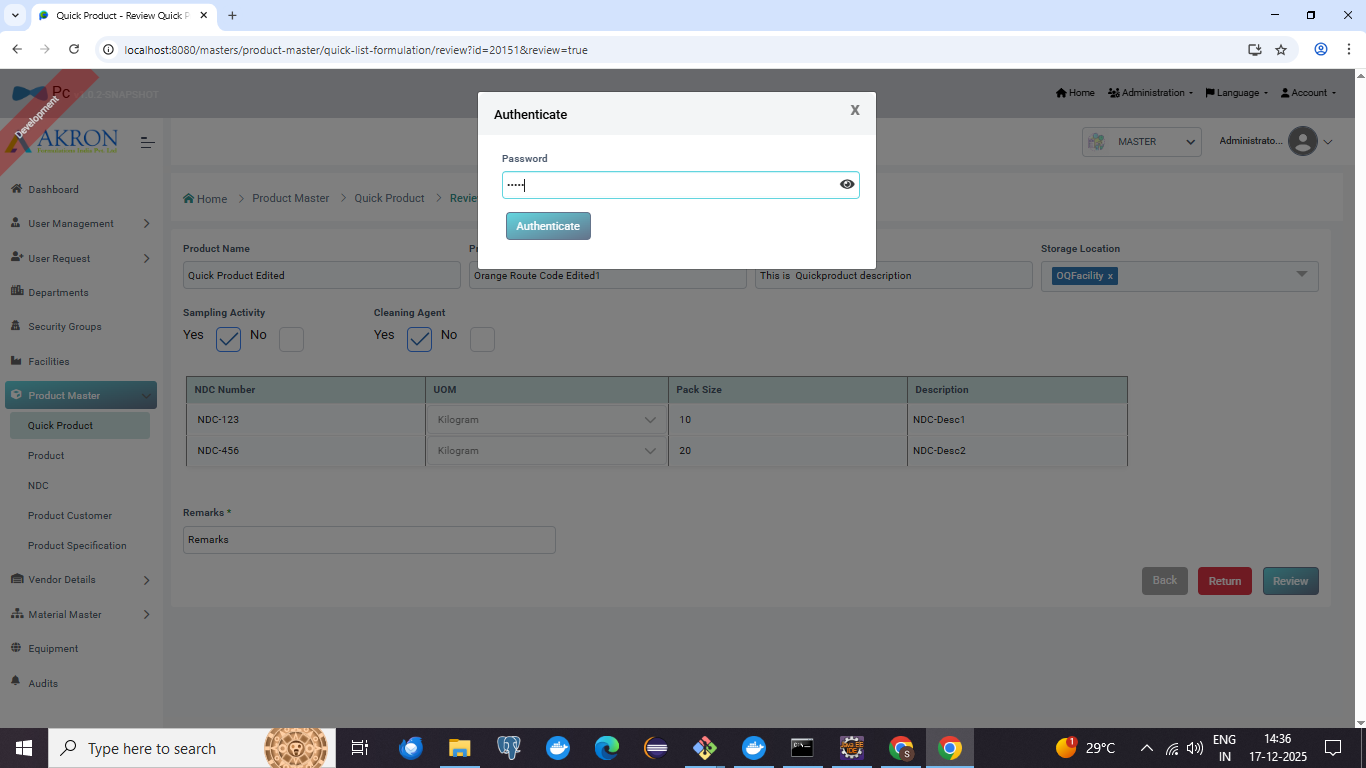 Quick Product - Review Quick P
localhost:8080/masters/product-master/quick-list-formulation/review?id=20151&review=true
Development
Pc
1.0.2-SNAPSHOT
Home
Administration
Language
Account
AKRON
MASTER
Administrato...
Authenticate
X
Password
•••••
Authenticate
Dashboard
User Management
User Request
Departments
Security Groups
Facilities
Product Master
Quick Product
Product
NDC
Product Customer
Product Specification
Vendor Details
Material Master
Equipment
Audits
Home > Product Master > Quick Product > Revie
Product Name
Storage Location
Quick Product Edited
Orange Route Code Edited1
This is Quickproduct description
OQFacility x
Sampling Activity
Cleaning Agent
Yes No
Yes No
NDC Number UOM Pack Size Description
NDC-123 Kilogram 10 NDC-Desc1
NDC-456 Kilogram 20 NDC-Desc2
Remarks *
Remarks
Back Return Review
Type here to search
1
29°C
ENG
IN
14:36
17-12-2025